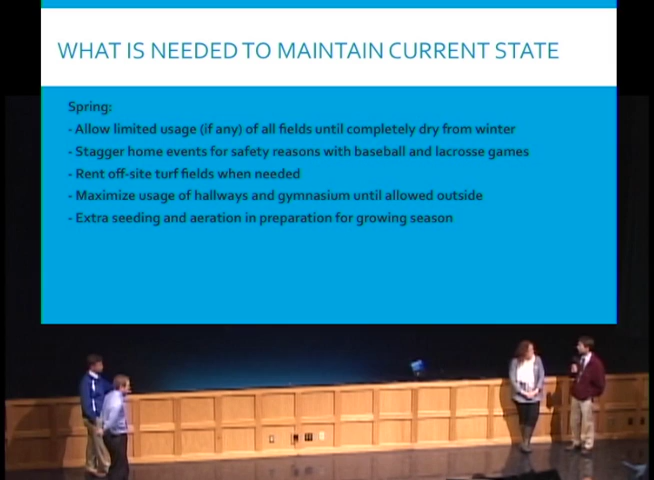 WHAT IS NEEDED TO MAINTAIN CURRENT STATE
Spring:
- Allow limited usage (if any) of all fields until completely dry from winter
- Stagger home events for safety reasons with baseball and lacrosse games
- Rent off-site turf fields when needed
- Maximize usage of hallways and gymnasium until allowed outside
- Extra seeding and aeration in preparation for growing season